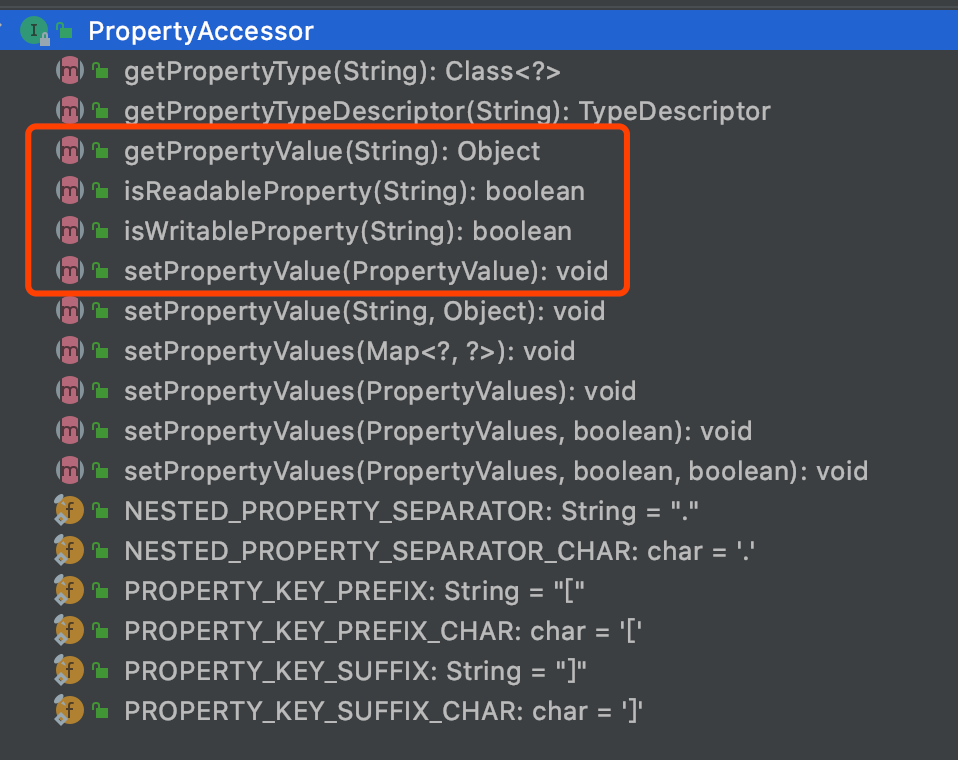 PropertyAccessor
getPropertyType(String): Class<?>
getPropertyTypeDescriptor(String): TypeDescriptor
getPropertyValue(String): Object
isReadableProperty(String): boolean
isWritableProperty(String): boolean
setPropertyValue(PropertyValue): void
setPropertyValue(String, Object): void
setPropertyValues(Map<?, ?>): void
setPropertyValues(PropertyValues): void
setPropertyValues(PropertyValues, boolean): void
setPropertyValues(PropertyValues, boolean, boolean): void
NESTED_PROPERTY_SEPARATOR: String = "."
NESTED_PROPERTY_SEPARATOR_CHAR: char = '.'
PROPERTY_KEY_PREFIX: String = "["
PROPERTY_KEY_PREFIX_CHAR: char = '['
PROPERTY_KEY_SUFFIX: String = "]"
PROPERTY_KEY_SUFFIX_CHAR: char = ']'